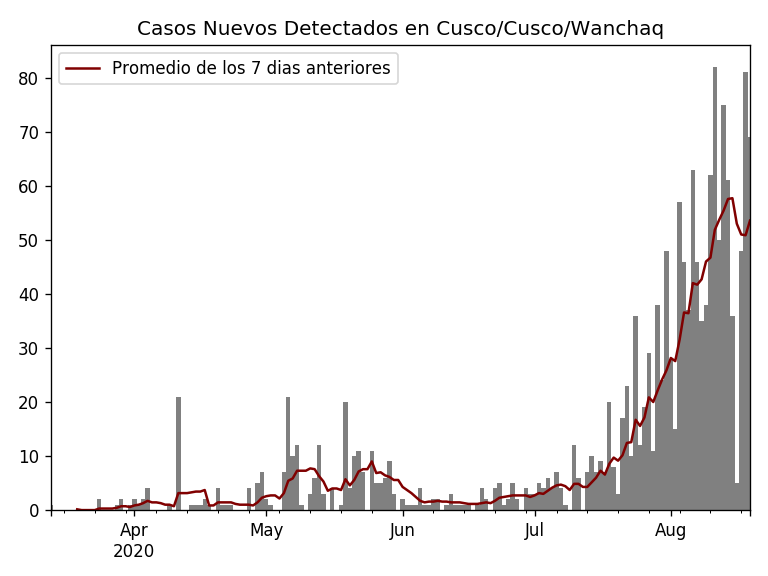 Casos Nuevos Detectados en Cusco/Cusco/Wanchaq
Promedio de los 7 dias anteriores
80
70
60
50
40
30
20
10
0
Apr
2020
May
Jun
Jul
Aug